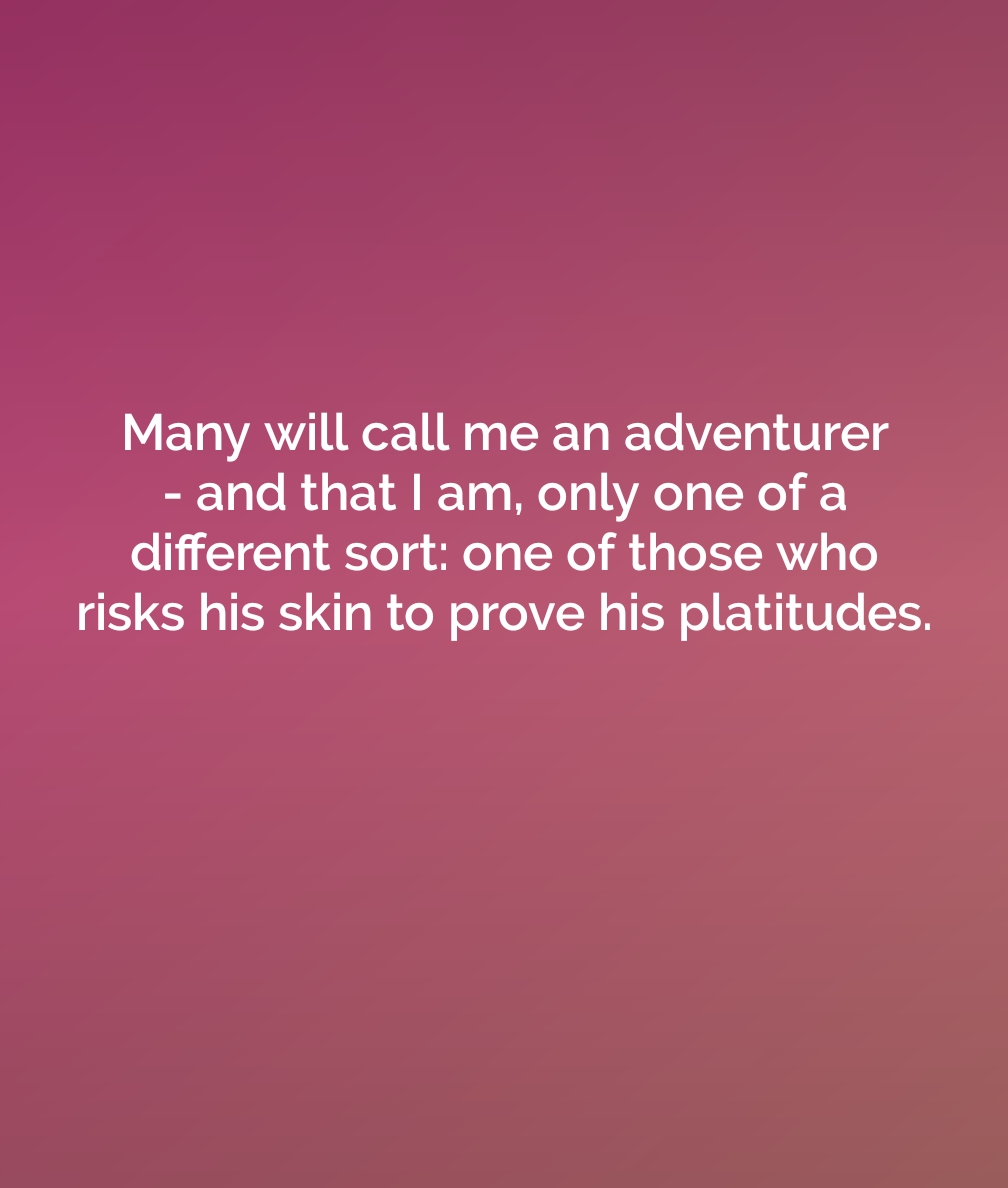 Many will call me an adventurer
- and that I am, only one of a
different sort: one of those who
risks his skin to prove his platitudes.